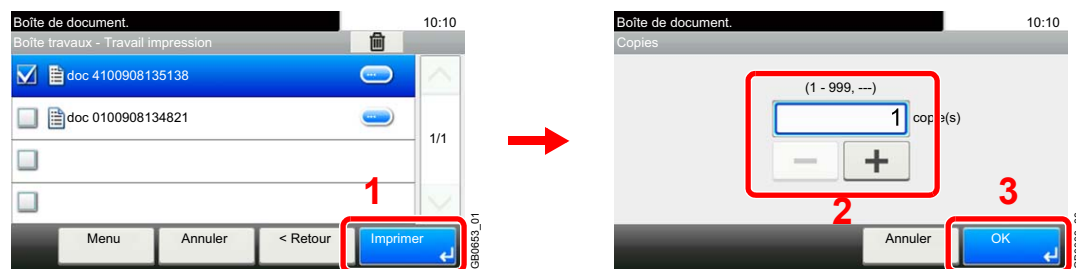 Boîte de document.
10:10
Boîte travaux - Travail impression
doc 4100908135138
doc 0100908134821
1/1
1
Menu
Annuler
< Retour
Imprimer
GB0653_01
Boîte de document.
10:10
Copies
(1 - 999, ---)
1
copie(s)
2
3
Annuler
OK